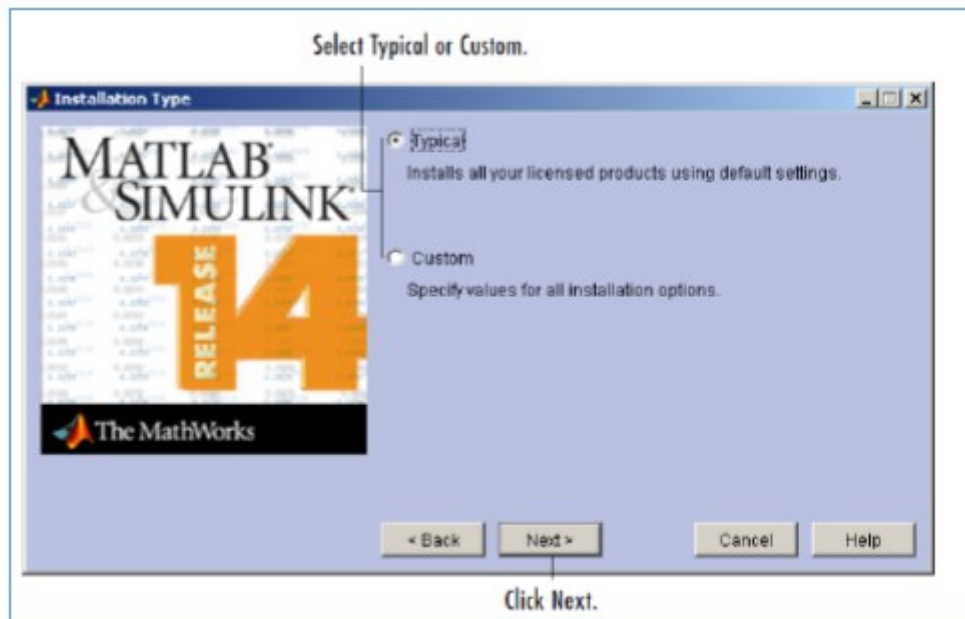 Select Typical or Custom.
Installation Type
MATLAB®
& SIMULINK®
RELEASE
14
The MathWorks
Typical
Installs all your licensed products using default settings.
Custom
Specify values for all installation options.
< Back
Next >
Cancel
Help
Click Next.